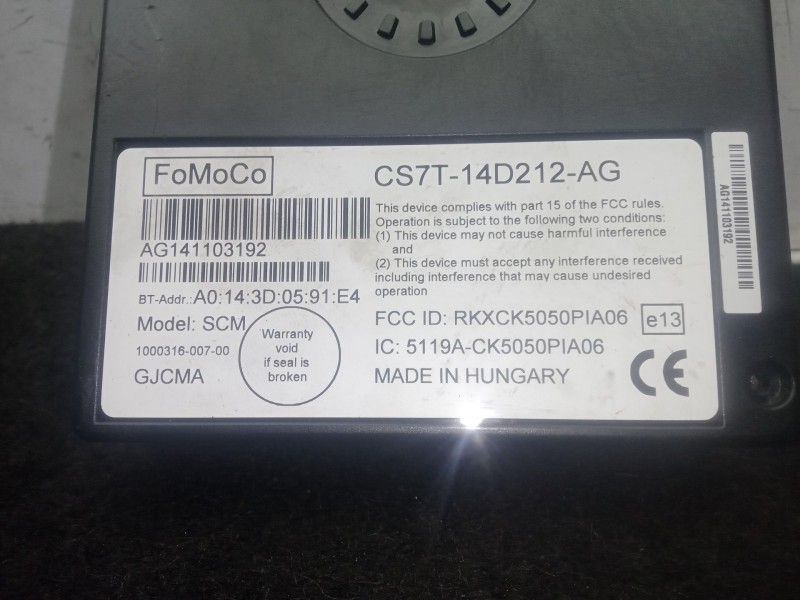 FoMoCo
CS7T-14D212-AG
AG141103192
This device complies with part 15 of the FCC rules.
Operation is subject to the following two conditions:
(1) This device may not cause harmful interference
and
(2) This device must accept any interference received
including interference that may cause undesired
operation
BT-Addr.: A0:14:3D:05:91:E4
Model: SCM
1000316-007-00
GJCMA
Warranty
void
if seal is
broken
FCC ID: RKXCK5050PIA06
e13
IC: 5119A-CK5050PIA06
MADE IN HUNGARY
CE
AG141103192